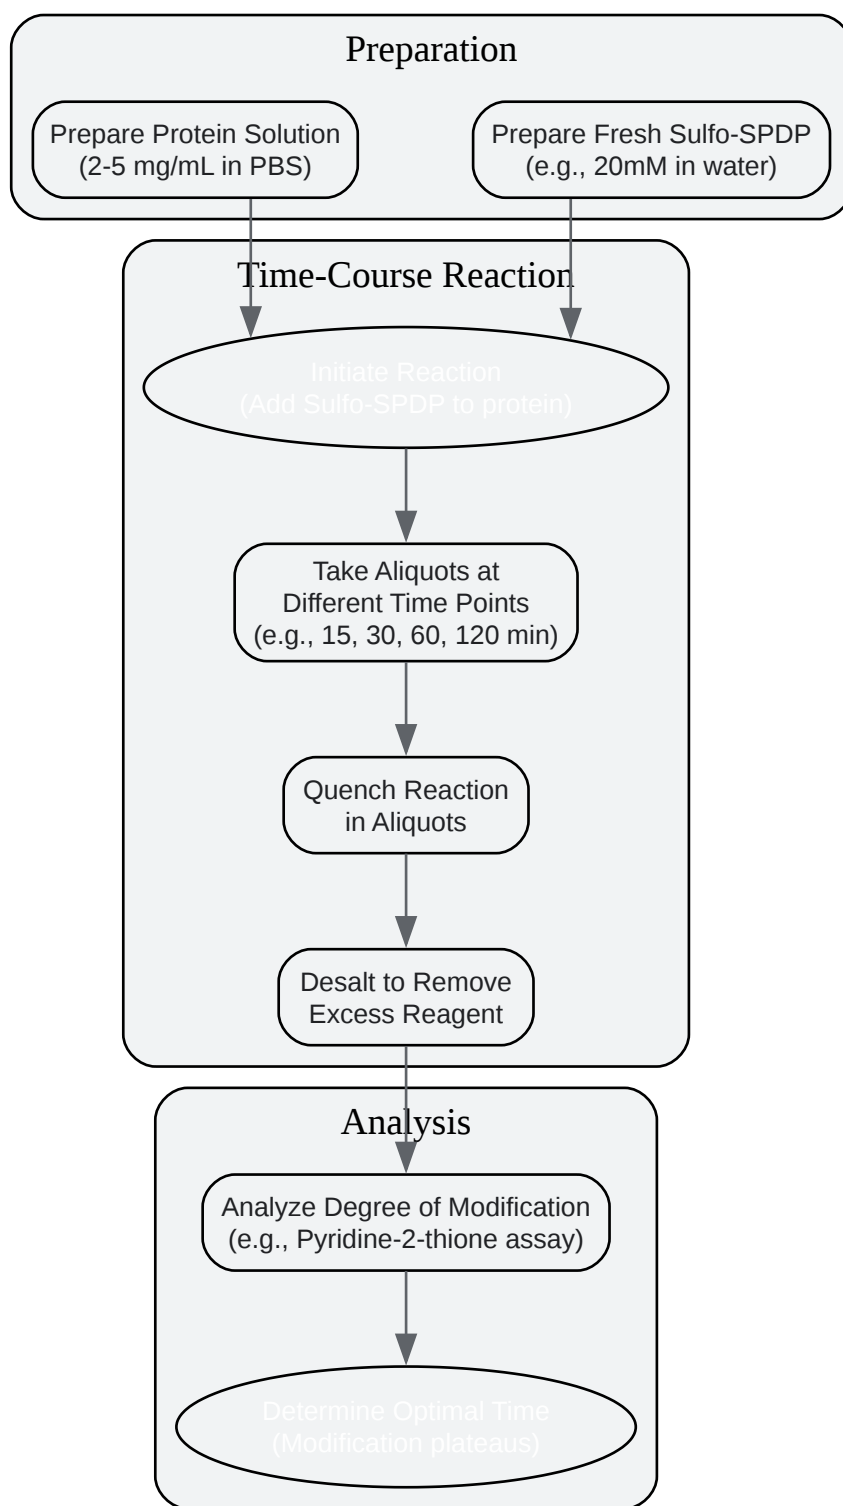 Preparation
Prepare Protein Solution
(2-5 mg/mL in PBS)
Prepare Fresh Sulfo-SPDP
(e.g., 20mM in water)
Time-Course Reaction
Initiate Reaction
(Add Sulfo-SPDP to protein)
Take Aliquots at
Different Time Points
(e.g., 15, 30, 60, 120 min)
Quench Reaction
in Aliquots
Desalt to Remove
Excess Reagent
Analysis
Analyze Degree of Modification
(e.g., Pyridine-2-thione assay)
Determine Optimal Time
(Modification plateaus)